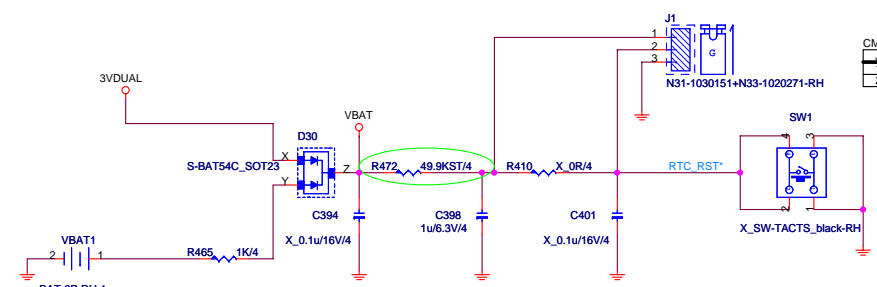 J1
1
2
3
G
N31-1030151+N33-1020271-RH
CM
3VDUAL
VBAT
D30
X
S-BAT54C_SOT23
Z
Y
R472
49.9KST/4
R410
X_0R/4
RTC_RST*
SW1
4
3
2
1
X_SW-TACTS_black-RH
C394
X_0.1u/16V/4
C398
1u/6.3V/4
C401
X_0.1u/16V/4
VBAT1
2
1
R465
1K/4